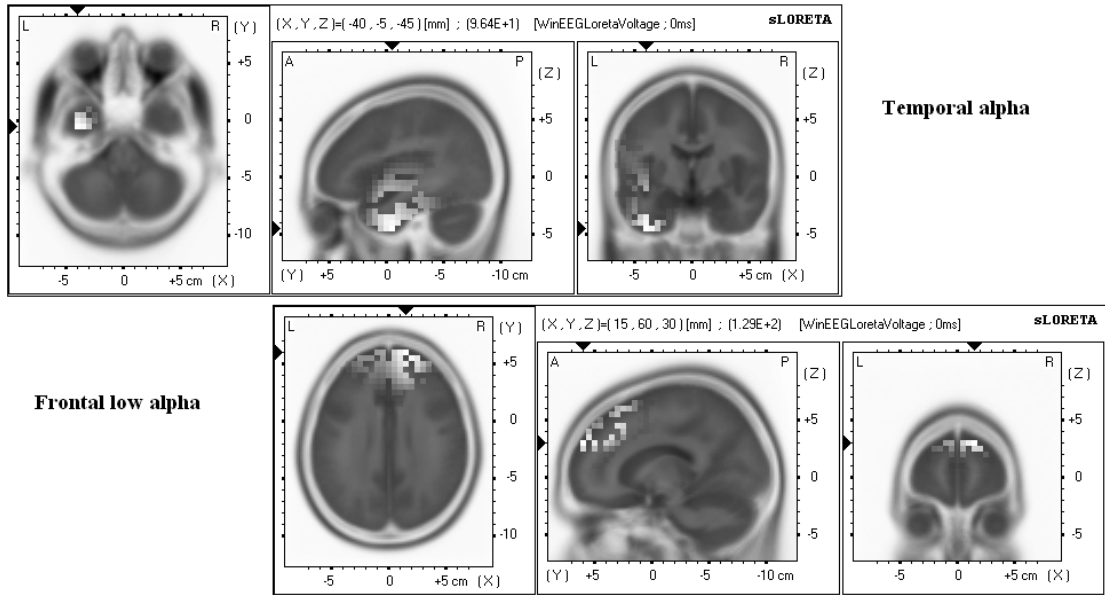 L R (Y) (X,Y,Z)=(-40,-5,-45)[mm] ; (9.64E+1) [WinEEGLoretaVoltage ; 0ms] sLORETA
A P (Z)
L R (Z)
+5 0 -5 -10
-5 0 +5 cm (X)
+5 0 -5
(Y) +5 0 -5 -10 cm
+5 0 -5
-5 0 +5 cm (X)
Temporal alpha
L R (Y) (X,Y,Z)=(15,60,30)[mm] ; (1.29E+2) [WinEEGLoretaVoltage ; 0ms] sLORETA
A P (Z)
L R (Z)
+5 0 -5 -10
-5 0 +5 cm (X)
+5 0 -5
(Y) +5 0 -5 -10 cm
+5 0 -5
-5 0 +5 cm (X)
Frontal low alpha